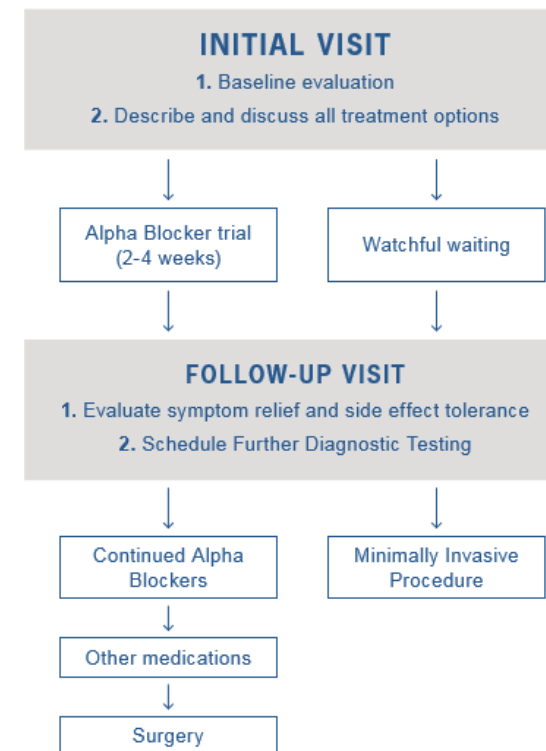 INITIAL VISIT
1. Baseline evaluation
2. Describe and discuss all treatment options
Alpha Blocker trial
(2-4 weeks)
Watchful waiting
FOLLOW-UP VISIT
1. Evaluate symptom relief and side effect tolerance
2. Schedule Further Diagnostic Testing
Continued Alpha
Blockers
Minimally Invasive
Procedure
Other medications
Surgery